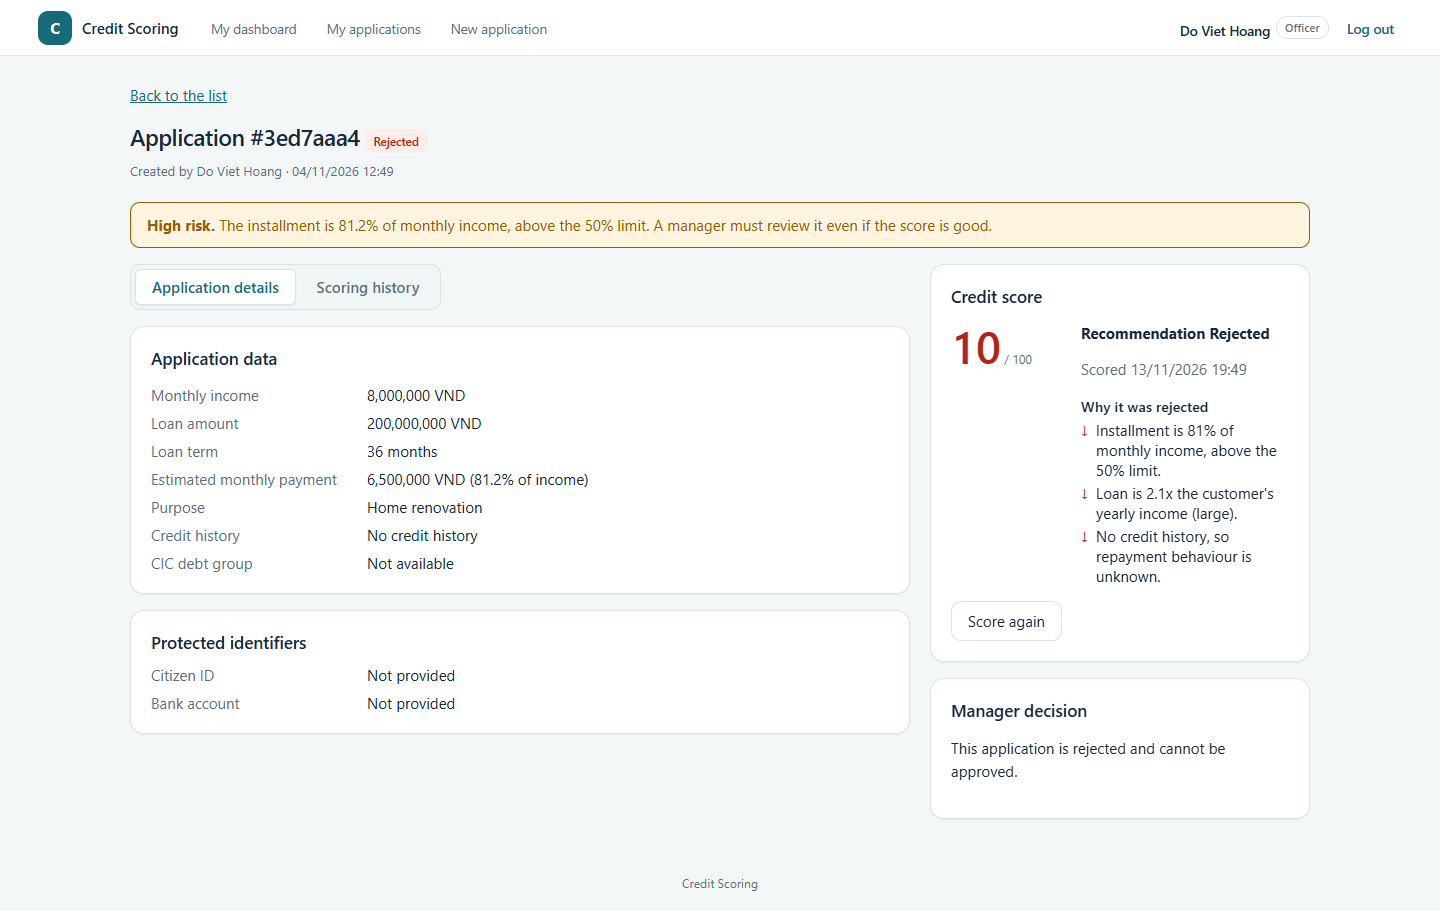 C Credit Scoring My dashboard My applications New application Do Viet Hoang Officer Log out
Back to the list
Application #3ed7aaa4 Rejected
Created by Do Viet Hoang · 04/11/2026 12:49
High risk. The installment is 81.2% of monthly income, above the 50% limit. A manager must review it even if the score is good.
Application details Scoring history
Application data
Monthly income 8,000,000 VND
Loan amount 200,000,000 VND
Loan term 36 months
Estimated monthly payment 6,500,000 VND (81.2% of income)
Purpose Home renovation
Credit history No credit history
CIC debt group Not available
Protected identifiers
Citizen ID Not provided
Bank account Not provided
Credit score
10 / 100
Recommendation Rejected
Scored 13/11/2026 19:49
Why it was rejected
↓ Installment is 81% of
monthly income, above the
50% limit.
↓ Loan is 2.1x the customer's
yearly income (large).
↓ No credit history, so
repayment behaviour is
unknown.
Score again
Manager decision
This application is rejected and cannot be
approved.
Credit Scoring